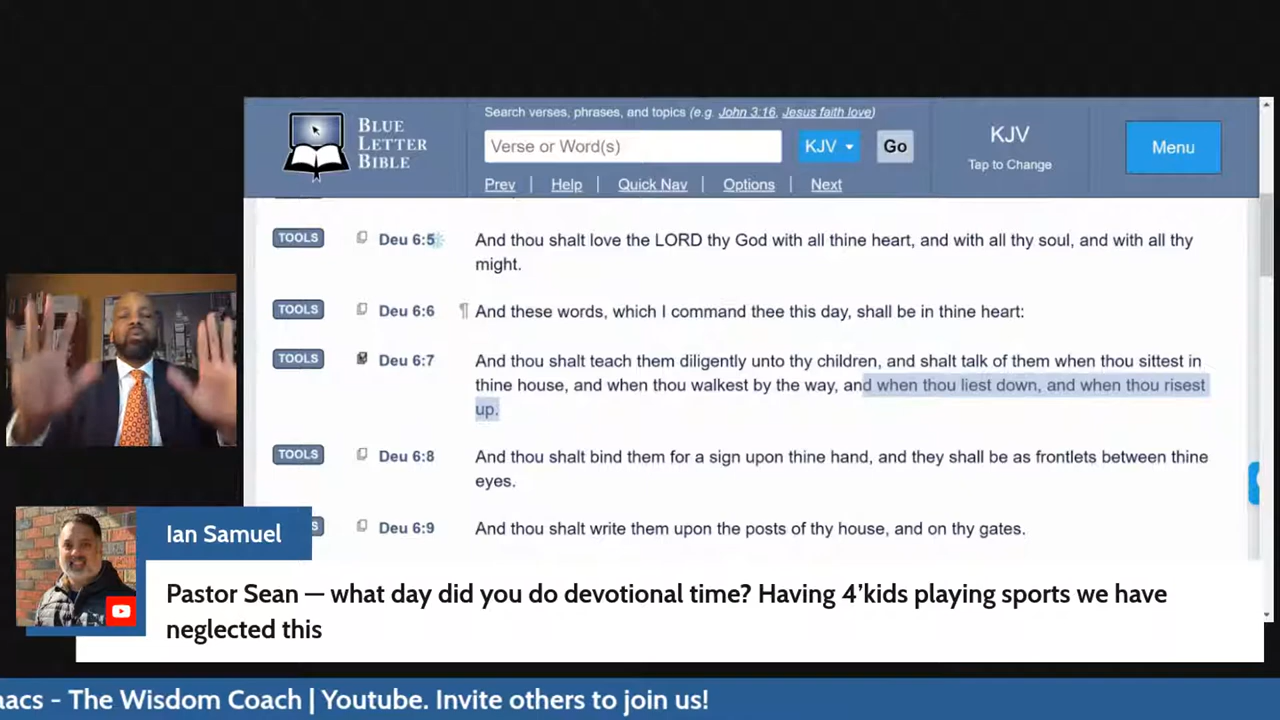 Search verses, phrases, and topics (e.g. John 3:16, Jesus faith love)
BLUE
LETTER
BIBLE
Verse or Word(s)
KJV
Go
KJV
Tap to Change
Menu
Prev | Help | Quick Nav | Options | Next
TOOLS Deu 6:5 And thou shalt love the LORD thy God with all thine heart, and with all thy soul, and with all thy
might.
TOOLS Deu 6:6 ¶ And these words, which I command thee this day, shall be in thine heart:
TOOLS Deu 6:7 And thou shalt teach them diligently unto thy children, and shalt talk of them when thou sittest in
thine house, and when thou walkest by the way, and when thou liest down, and when thou risest
up.
TOOLS Deu 6:8 And thou shalt bind them for a sign upon thine hand, and they shall be as frontlets between thine
eyes.
S Deu 6:9 And thou shalt write them upon the posts of thy house, and on thy gates.
Ian Samuel
Pastor Sean — what day did you do devotional time? Having 4’kids playing sports we have
neglected this
aacs - The Wisdom Coach | Youtube. Invite others to join us!